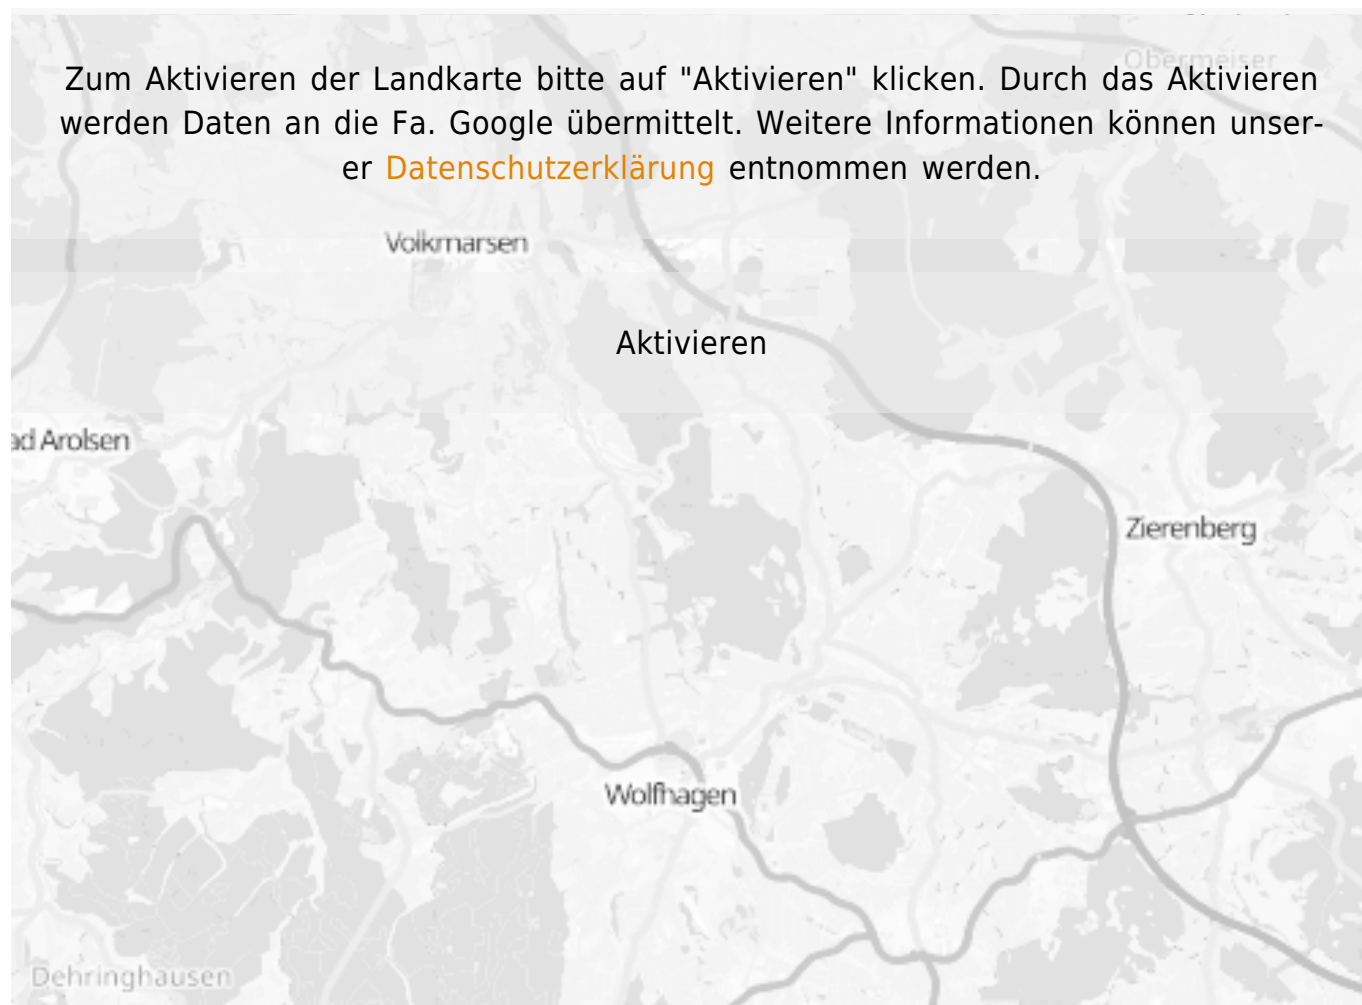 Obermeiser
Zum Aktivieren der Landkarte bitte auf "Aktivieren" klicken. Durch das Aktivieren
werden Daten an die Fa. Google übermittelt. Weitere Informationen können unser-
er Datenschutzerklärung entnommen werden.
Volkmarsen
Aktivieren
ad Arolsen
Zierenberg
Wolfhagen
Dehringhausen